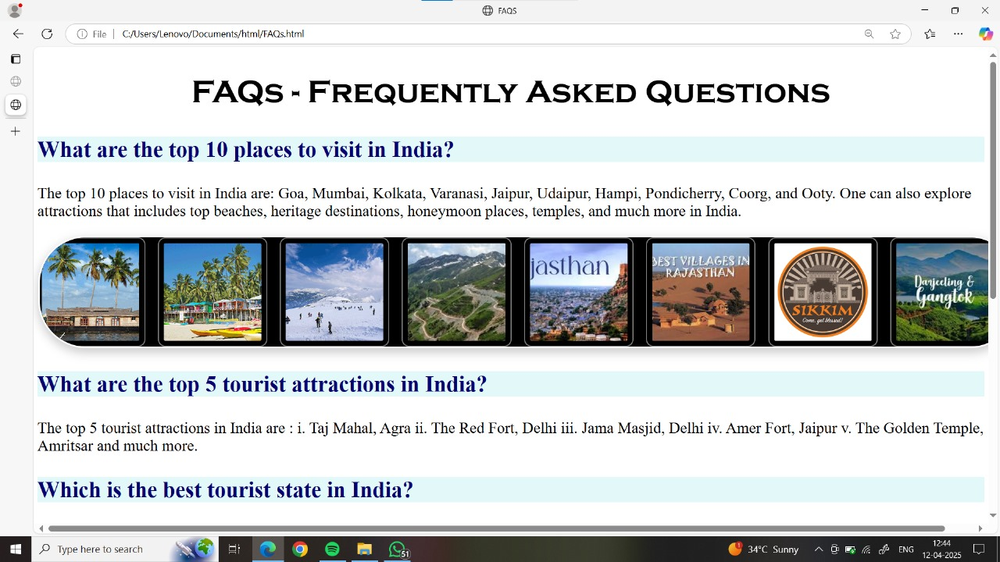 FAQS
File
C:/Users/Lenovo/Documents/html/FAQs.html
FAQs - Frequently Asked Questions
What are the top 10 places to visit in India?
The top 10 places to visit in India are: Goa, Mumbai, Kolkata, Varanasi, Jaipur, Udaipur, Hampi, Pondicherry, Coorg, and Ooty. One can also explore
attractions that includes top beaches, heritage destinations, honeymoon places, temples, and much more in India.
jasthan
BEST VILLAGES IN
RAJASTHAN
SIKKIM
Come, get blessed!
Darjeeling &
Gangtok
What are the top 5 tourist attractions in India?
The top 5 tourist attractions in India are : i. Taj Mahal, Agra ii. The Red Fort, Delhi iii. Jama Masjid, Delhi iv. Amer Fort, Jaipur v. The Golden Temple,
Amritsar and much more.
Which is the best tourist state in India?
Type here to search
51
1
34°C Sunny
ENG
12:44
12-04-2025